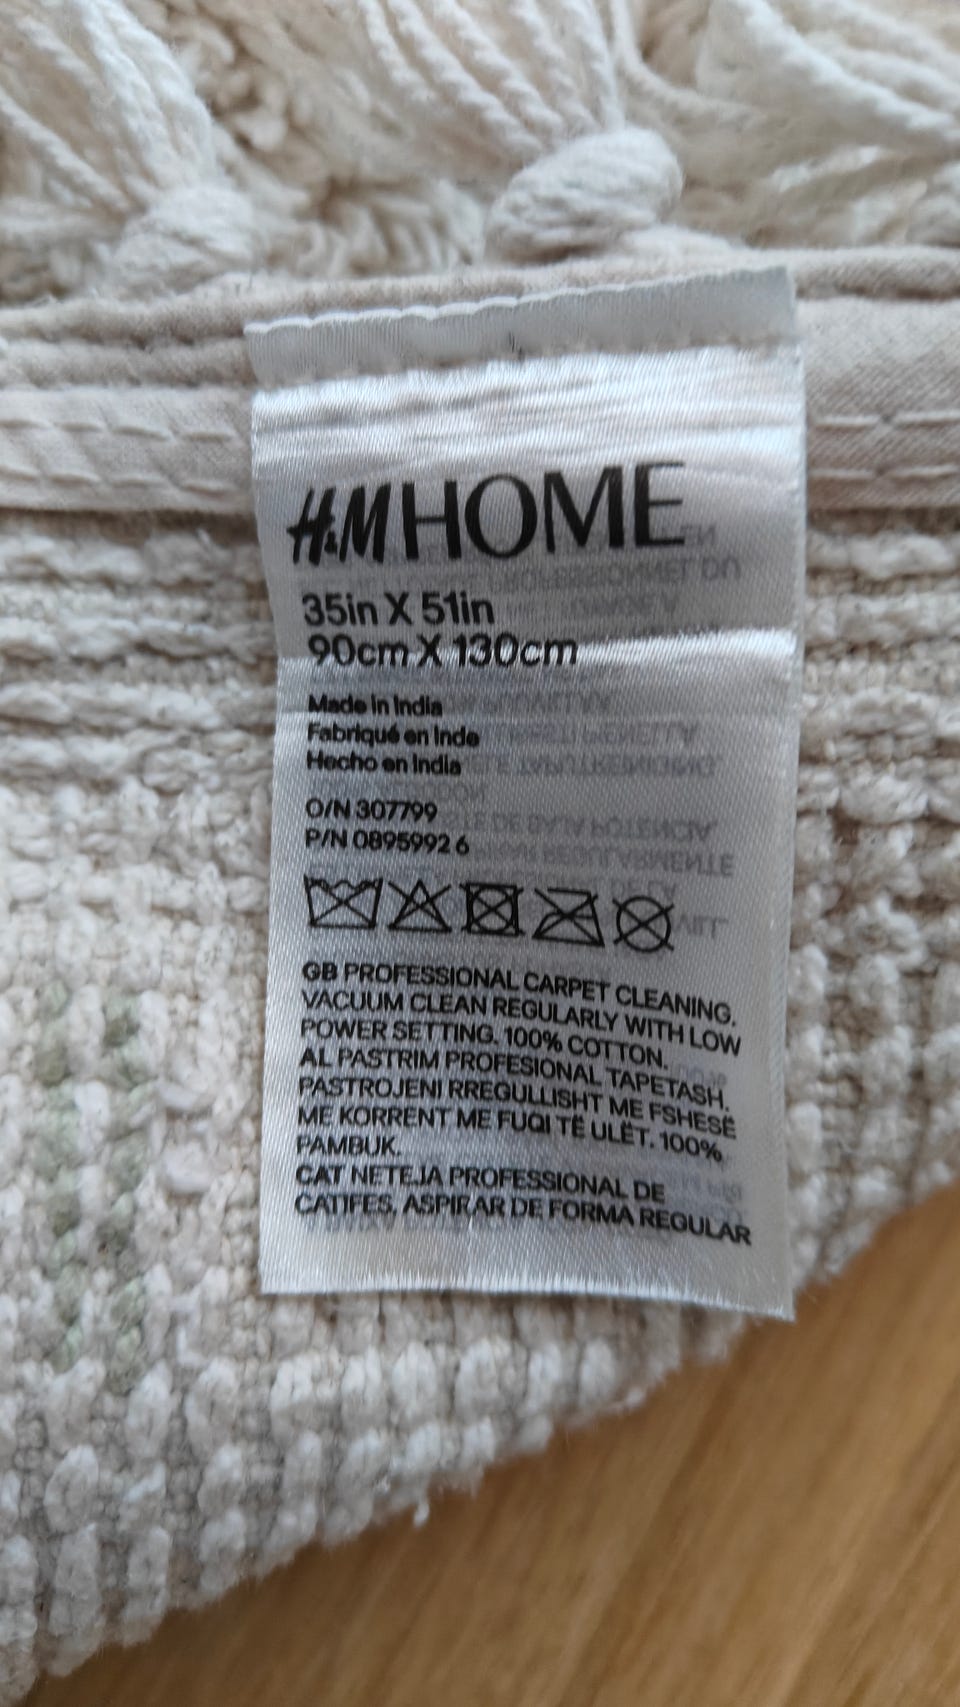 H&M HOME
35in X 51in
90cm X 130cm
Made in India
Fabriqué en Inde
Hecho en India
O/N 307799
P/N 0895992 6
GB PROFESSIONAL CARPET CLEANING.
VACUUM CLEAN REGULARLY WITH LOW
POWER SETTING. 100% COTTON.
AL PASTRIM PROFESIONAL TAPETASH.
PASTROJENI RREGULLISHT ME FSHESË
ME KORRENT ME FUQI TË ULËT. 100%
PAMBUK.
CAT NETEJA PROFESSIONAL DE
CATIFES. ASPIRAR DE FORMA REGULAR